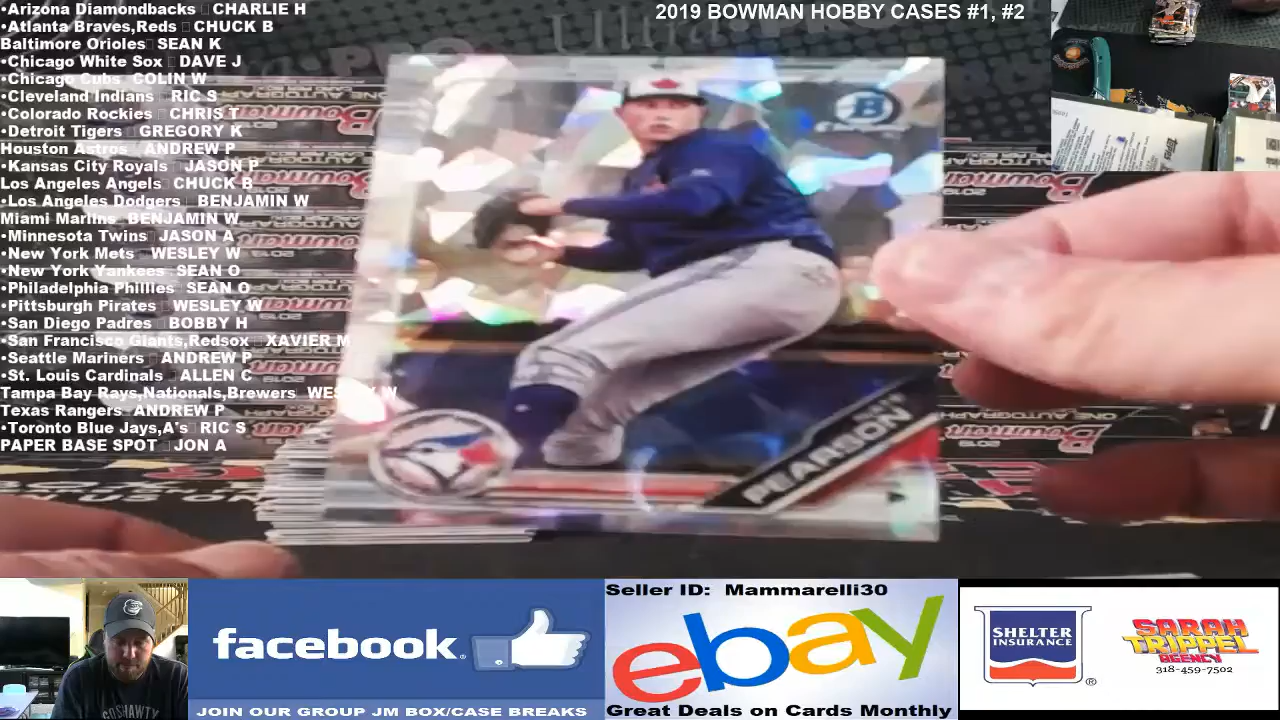 •Arizona Diamondbacks CHARLIE H
•Atlanta Braves,Reds CHUCK B
Baltimore Orioles SEAN K
•Chicago White Sox DAVE J
•Chicago Cubs COLIN W
•Cleveland Indians RIC S
•Colorado Rockies CHRIS T
•Detroit Tigers GREGORY K
Houston Astros ANDREW P
•Kansas City Royals JASON P
Los Angeles Angels CHUCK B
•Los Angeles Dodgers BENJAMIN W
Miami Marlins BENJAMIN W
•Minnesota Twins JASON A
•New York Mets WESLEY W
•New York Yankees SEAN O
•Philadelphia Phillies SEAN O
•Pittsburgh Pirates WESLEY W
•San Diego Padres BOBBY H
•San Francisco Giants,Redsox XAVIER M
•Seattle Mariners ANDREW P
•St. Louis Cardinals ALLEN C
Tampa Bay Rays,Nationals,Brewers WESLEY W
Texas Rangers ANDREW P
•Toronto Blue Jays,A's RIC S
PAPER BASE SPOT JON A
2019 BOWMAN HOBBY CASES #1, #2
B
PEARSON
Bowman
facebook
JOIN OUR GROUP JM BOX/CASE BREAKS
Seller ID: Mammarelli30
ebay
Great Deals on Cards Monthly
SHELTER
INSURANCE
®
SARAH
TRIPPEL
AGENCY
318-459-7502